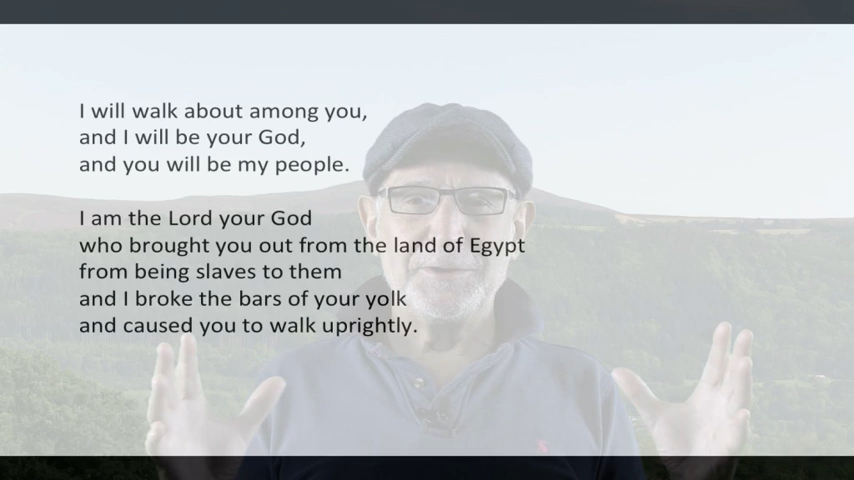 I will walk about among you,
and I will be your God,
and you will be my people.
I am the Lord your God
who brought you out from the land of Egypt
from being slaves to them
and I broke the bars of your yolk
and caused you to walk uprightly.